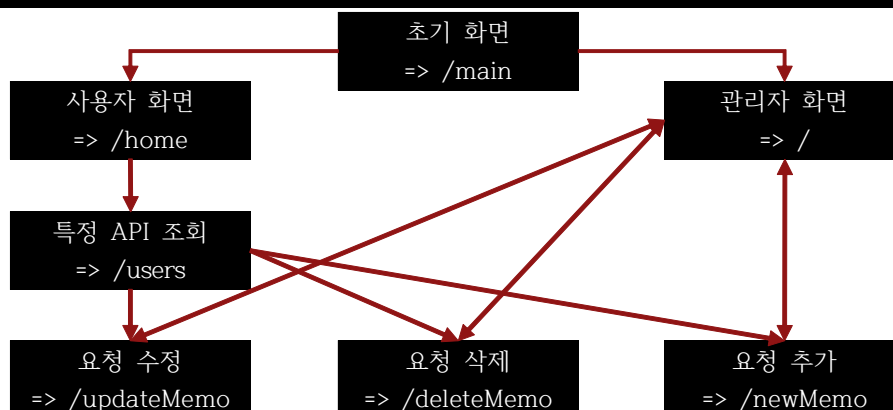 초기 화면
=> /main
사용자 화면
=> /home
관리자 화면
=> /
특정 API 조회
=> /users
요청 수정
=> /updateMemo
요청 삭제
=> /deleteMemo
요청 추가
=> /newMemo